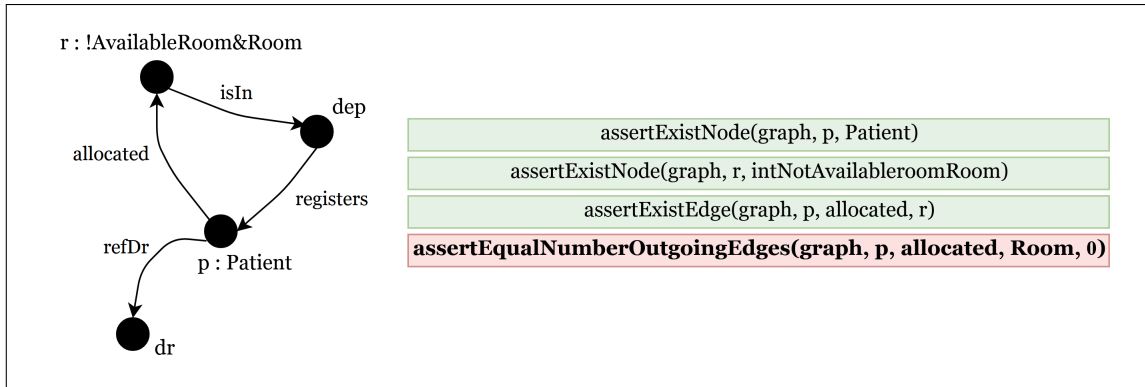 r : !AvailableRoom&Room
isIn
dep
allocated
registers
refDr
p : Patient
dr
assertExistNode(graph, p, Patient)
assertExistNode(graph, r, intNotAvailableroomRoom)
assertExistEdge(graph, p, allocated, r)
assertEqualNumberOutgoingEdges(graph, p, allocated, Room, 0)